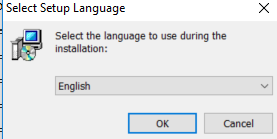 Select Setup Language
Select the language to use during the
installation:
English
OK
Cancel